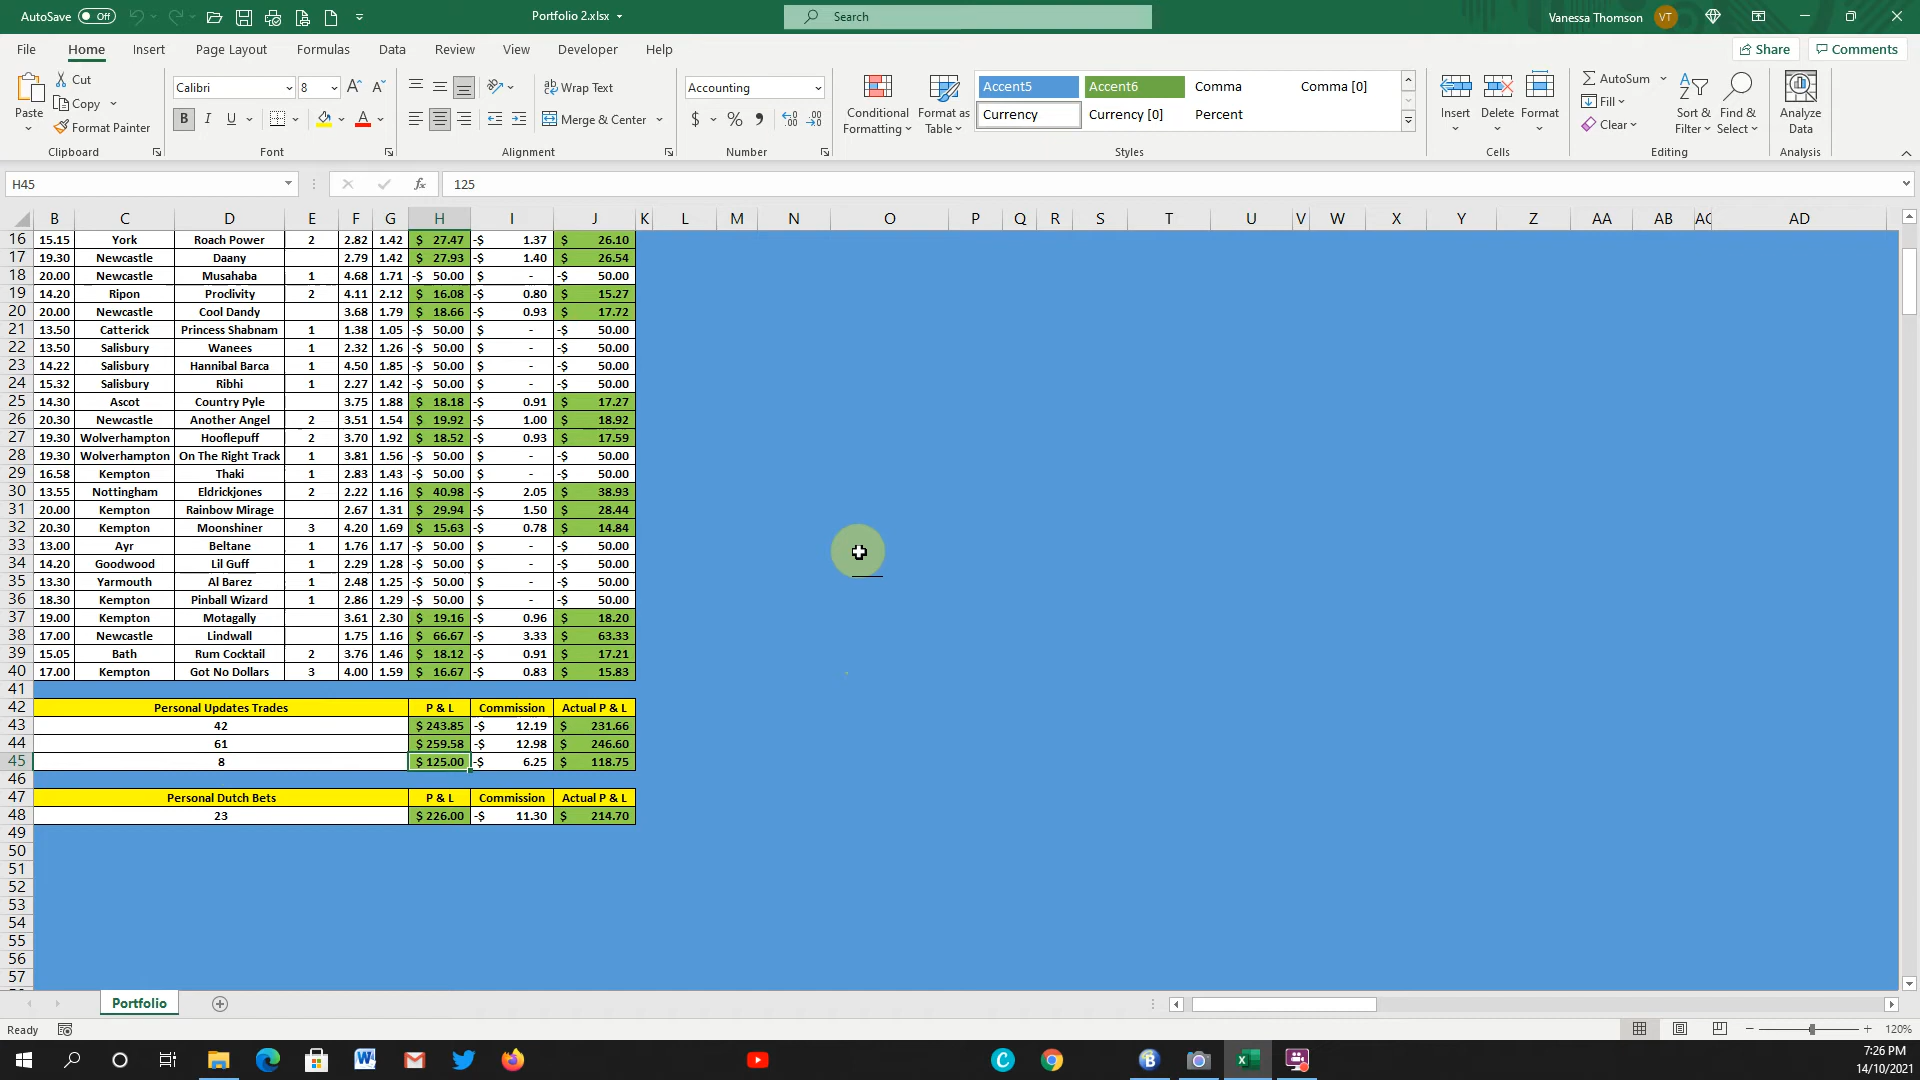 AutoSave Off Portfolio 2.xlsx Search Vanessa Thomson VT
File Home Insert Page Layout Formulas Data Review View Developer Help Share Comments
Paste Cut Copy Format Painter Clipboard
Calibri 8 B I U Font
Wrap Text Merge & Center Alignment
Accounting $ % Number
Conditional Formatting Format as Table
Accent5 Accent6 Comma Comma [0]
Currency Currency [0] Percent
Styles
Insert Delete Format Cells
AutoSum Fill Clear Sort & Filter Find & Select Editing
Analyze Data Analysis
H45 fx 125
B C D E F G H I J K L M N O P Q R S T U V W X Y Z AA AB AC AD
16 15.15 York Roach Power 2 2.82 1.42 $ 27.47 -$ 1.37 $ 26.10
17 19.30 Newcastle Daany 2.79 1.42 $ 27.93 -$ 1.40 $ 26.54
18 20.00 Newcastle Musahaba 1 4.68 1.71 -$ 50.00 $ - -$ 50.00
19 14.20 Ripon Proclivity 2 4.11 2.12 $ 16.08 -$ 0.80 $ 15.27
20 20.00 Newcastle Cool Dandy 3.68 1.79 $ 18.66 -$ 0.93 $ 17.72
21 13.50 Catterick Princess Shabnam 1 1.38 1.05 -$ 50.00 $ - -$ 50.00
22 13.50 Salisbury Wanees 1 2.32 1.26 -$ 50.00 $ - -$ 50.00
23 14.22 Salisbury Hannibal Barca 1 4.50 1.85 -$ 50.00 $ - -$ 50.00
24 15.32 Salisbury Ribhi 1 2.27 1.42 -$ 50.00 $ - -$ 50.00
25 14.30 Ascot Country Pyle 3.75 1.88 $ 18.18 -$ 0.91 $ 17.27
26 20.30 Newcastle Another Angel 2 3.51 1.54 $ 19.92 -$ 1.00 $ 18.92
27 19.30 Wolverhampton Hooflepuff 2 3.70 1.92 $ 18.52 -$ 0.93 $ 17.59
28 19.30 Wolverhampton On The Right Track 1 3.81 1.56 -$ 50.00 $ - -$ 50.00
29 16.58 Kempton Thaki 1 2.83 1.43 -$ 50.00 $ - -$ 50.00
30 13.55 Nottingham Eldrickjones 2 2.22 1.16 $ 40.98 -$ 2.05 $ 38.93
31 20.00 Kempton Rainbow Mirage 2.67 1.31 $ 29.94 -$ 1.50 $ 28.44
32 20.30 Kempton Moonshiner 3 4.20 1.69 $ 15.63 -$ 0.78 $ 14.84
33 13.00 Ayr Beltane 1 1.76 1.17 -$ 50.00 $ - -$ 50.00
34 14.20 Goodwood Lil Guff 1 2.29 1.28 -$ 50.00 $ - -$ 50.00
35 13.30 Yarmouth Al Barez 1 2.48 1.25 -$ 50.00 $ - -$ 50.00
36 18.30 Kempton Pinball Wizard 1 2.86 1.29 -$ 50.00 $ - -$ 50.00
37 19.00 Kempton Motagally 3.61 2.30 $ 19.16 -$ 0.96 $ 18.20
38 17.00 Newcastle Lindwall 1.75 1.16 $ 66.67 -$ 3.33 $ 63.33
39 15.05 Bath Rum Cocktail 2 3.76 1.46 $ 18.12 -$ 0.91 $ 17.21
40 17.00 Kempton Got No Dollars 3 4.00 1.59 $ 16.67 -$ 0.83 $ 15.83
41
42 Personal Updates Trades P & L Commission Actual P & L
43 42 $ 243.85 -$ 12.19 $ 231.66
44 61 $ 259.58 -$ 12.98 $ 246.60
45 8 $ 125.00 -$ 6.25 $ 118.75
46
47 Personal Dutch Bets P & L Commission Actual P & L
48 23 $ 226.00 -$ 11.30 $ 214.70
49
50
51
52
53
54
55
56
57
Portfolio
Ready 120%
7:26 PM
14/10/2021